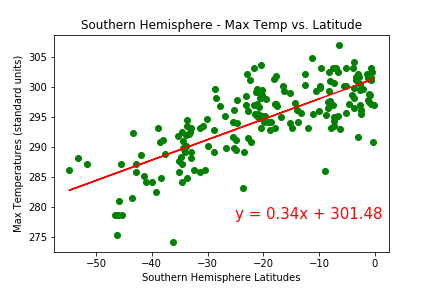 Southern Hemisphere - Max Temp vs. Latitude
Max Temperatures (standard units)
305
300
295
290
285
280
275
y = 0.34x + 301.48
−50 −40 −30 −20 −10 0
Southern Hemisphere Latitudes